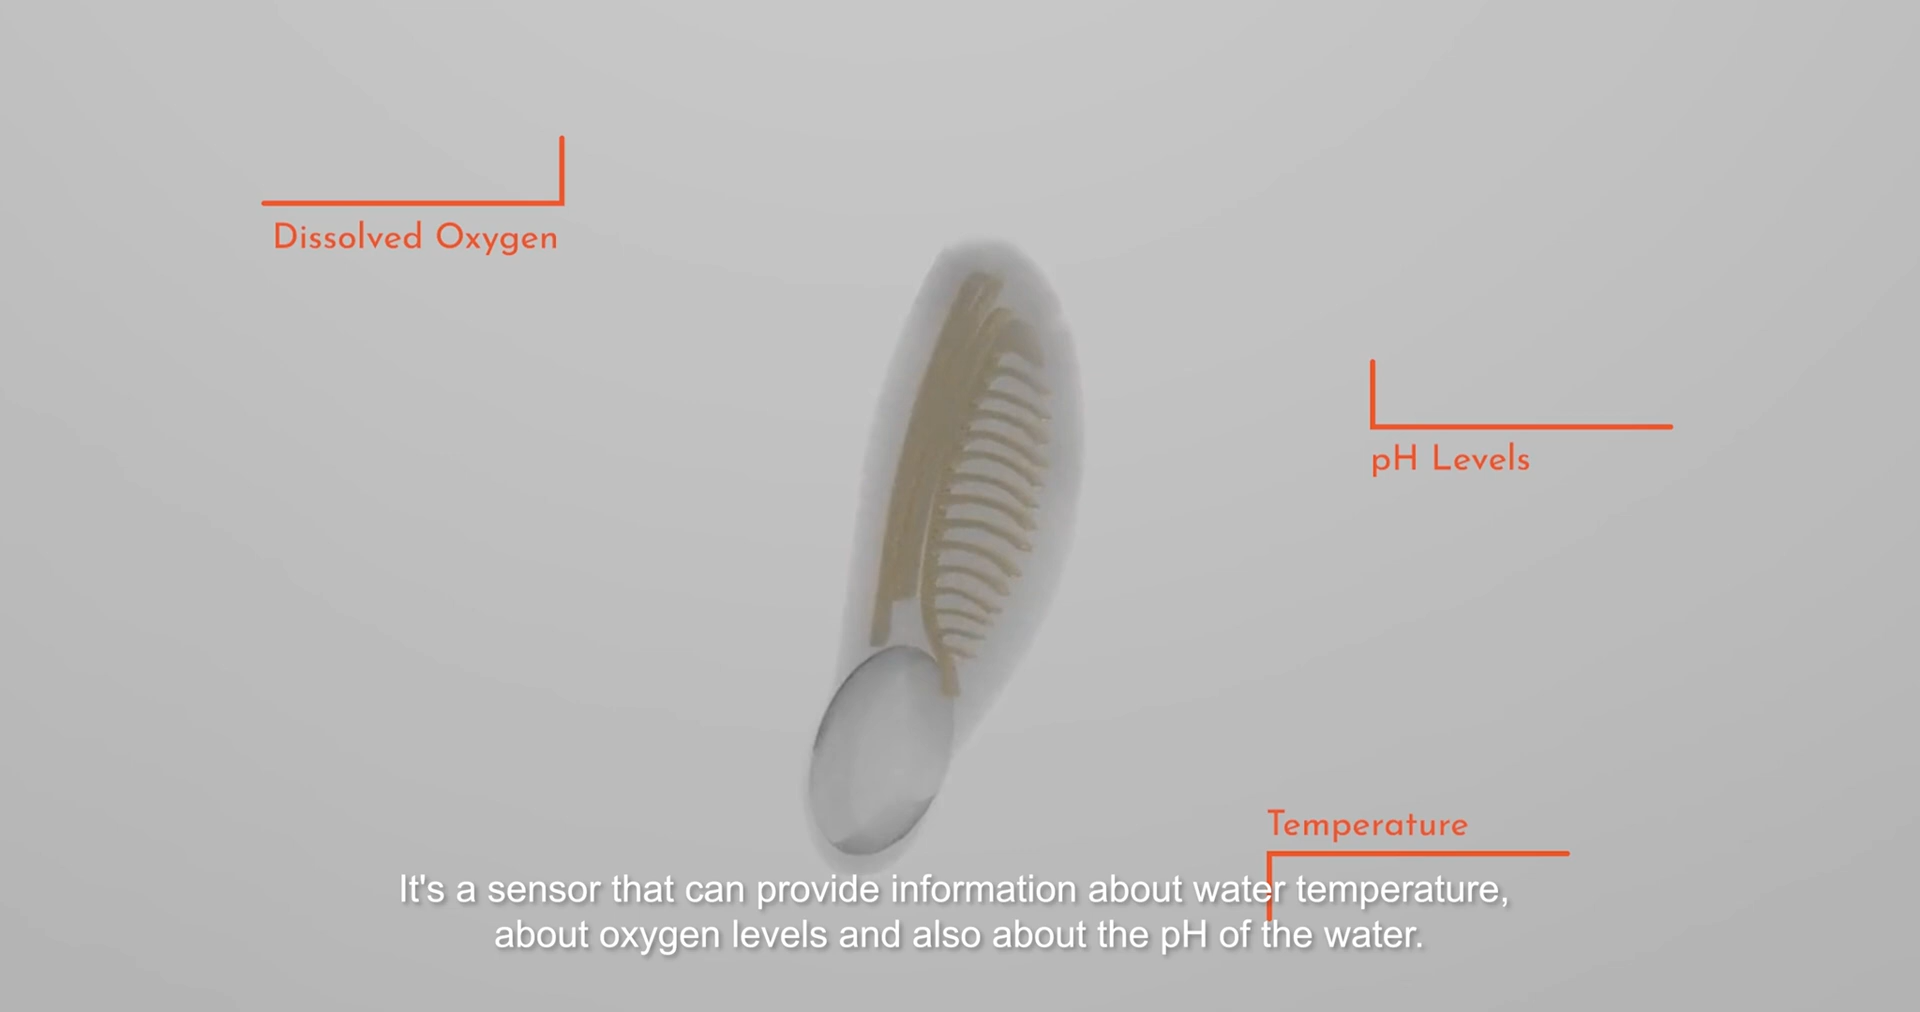 Dissolved Oxygen
pH Levels
Temperature
It's a sensor that can provide information about water temperature,
about oxygen levels and also about the pH of the water.